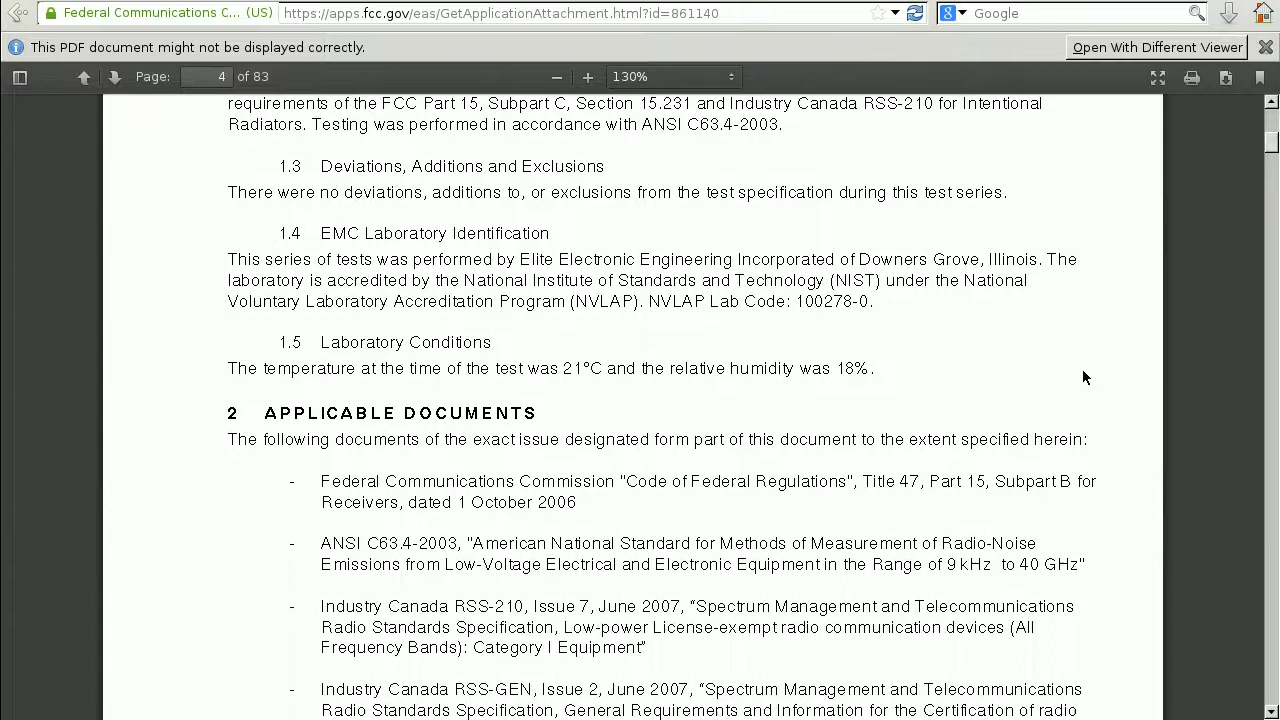 Federal Communications C... (US) https://apps.fcc.gov/eas/GetApplicationAttachment.html?id=861140 Google
This PDF document might not be displayed correctly. Open With Different Viewer
Page: 4 of 83 130%
requirements of the FCC Part 15, Subpart C, Section 15.231 and Industry Canada RSS-210 for Intentional
Radiators. Testing was performed in accordance with ANSI C63.4-2003.
1.3 Deviations, Additions and Exclusions
There were no deviations, additions to, or exclusions from the test specification during this test series.
1.4 EMC Laboratory Identification
This series of tests was performed by Elite Electronic Engineering Incorporated of Downers Grove, Illinois. The
laboratory is accredited by the National Institute of Standards and Technology (NIST) under the National
Voluntary Laboratory Accreditation Program (NVLAP). NVLAP Lab Code: 100278-0.
1.5 Laboratory Conditions
The temperature at the time of the test was 21°C and the relative humidity was 18%.
2 APPLICABLE DOCUMENTS
The following documents of the exact issue designated form part of this document to the extent specified herein:
- Federal Communications Commission "Code of Federal Regulations", Title 47, Part 15, Subpart B for
Receivers, dated 1 October 2006
- ANSI C63.4-2003, "American National Standard for Methods of Measurement of Radio-Noise
Emissions from Low-Voltage Electrical and Electronic Equipment in the Range of 9 kHz to 40 GHz"
- Industry Canada RSS-210, Issue 7, June 2007, “Spectrum Management and Telecommunications
Radio Standards Specification, Low-power License-exempt radio communication devices (All
Frequency Bands): Category I Equipment”
- Industry Canada RSS-GEN, Issue 2, June 2007, “Spectrum Management and Telecommunications
Radio Standards Specification, General Requirements and Information for the Certification of radio